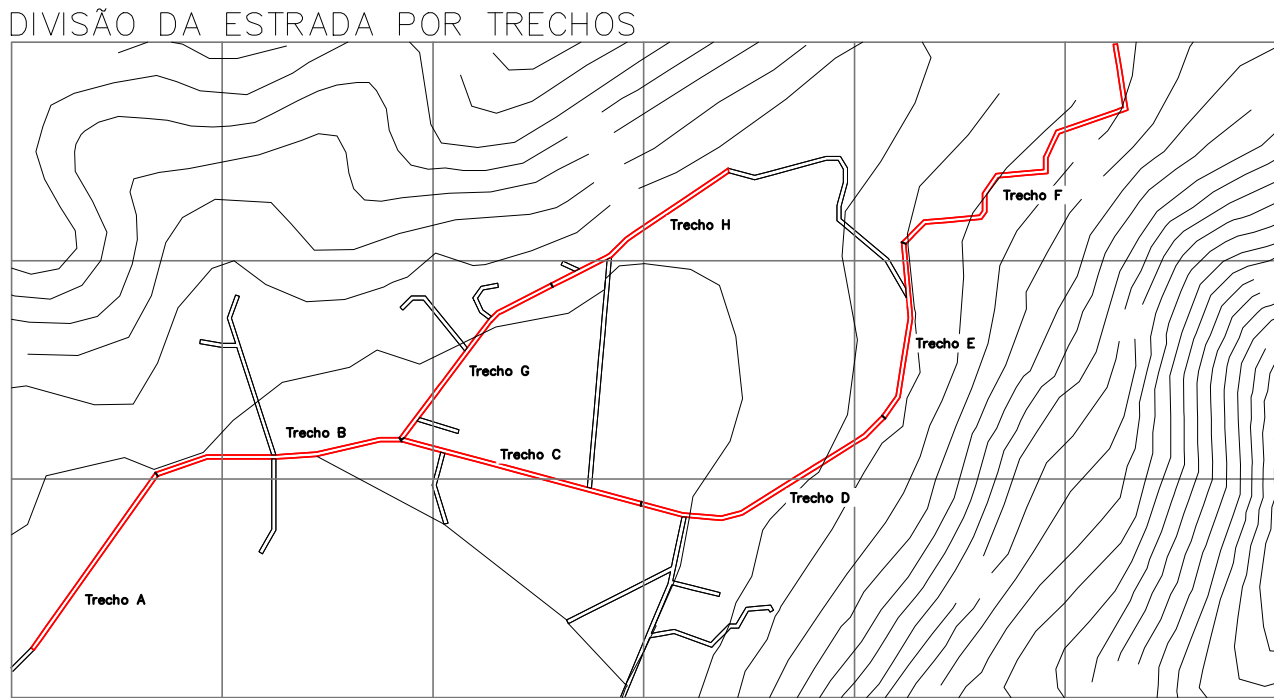 DIVISÃO DA ESTRADA POR TRECHOS
Trecho F
Trecho H
Trecho E
Trecho G
Trecho B
Trecho C
Trecho D
Trecho A